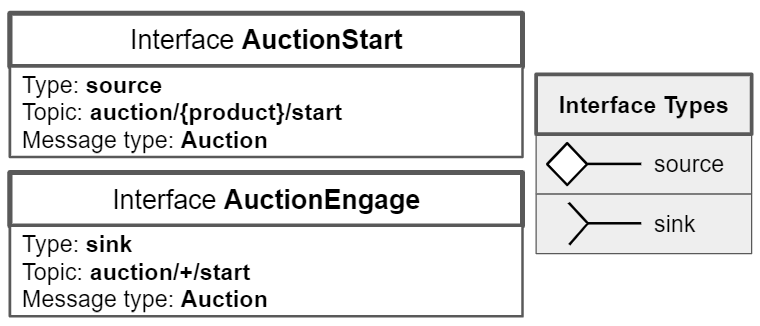 Interface AuctionStart
Type: source
Topic: auction/{product}/start
Message type: Auction
Interface AuctionEngage
Type: sink
Topic: auction/+/start
Message type: Auction
Interface Types
source
sink